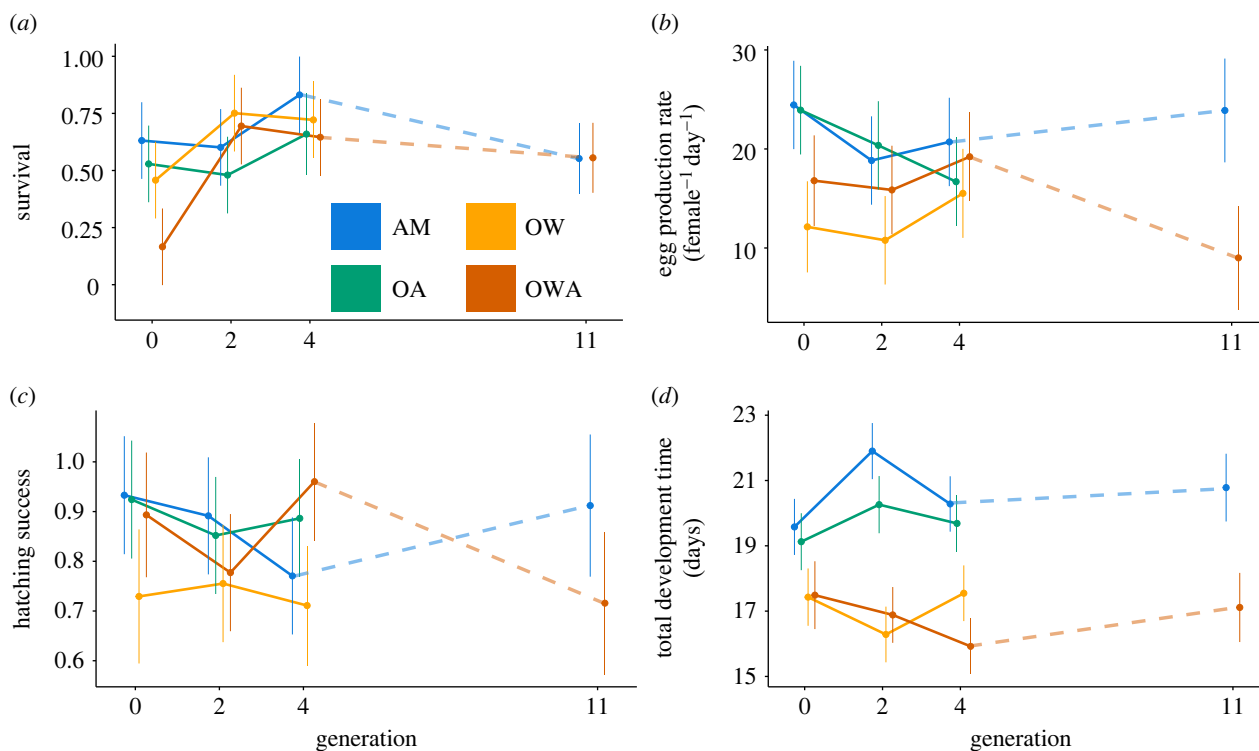 (a)
1.00
0.75
0.50
0.25
0
survival
AM
OW
OA
OWA
0 2 4 11
(b)
30
20
10
egg production rate
(female⁻¹ day⁻¹)
0 2 4 11
(c)
1.0
0.9
0.8
0.7
0.6
hatching success
0 2 4 11
generation
(d)
23
21
19
17
15
total development time
(days)
0 2 4 11
generation